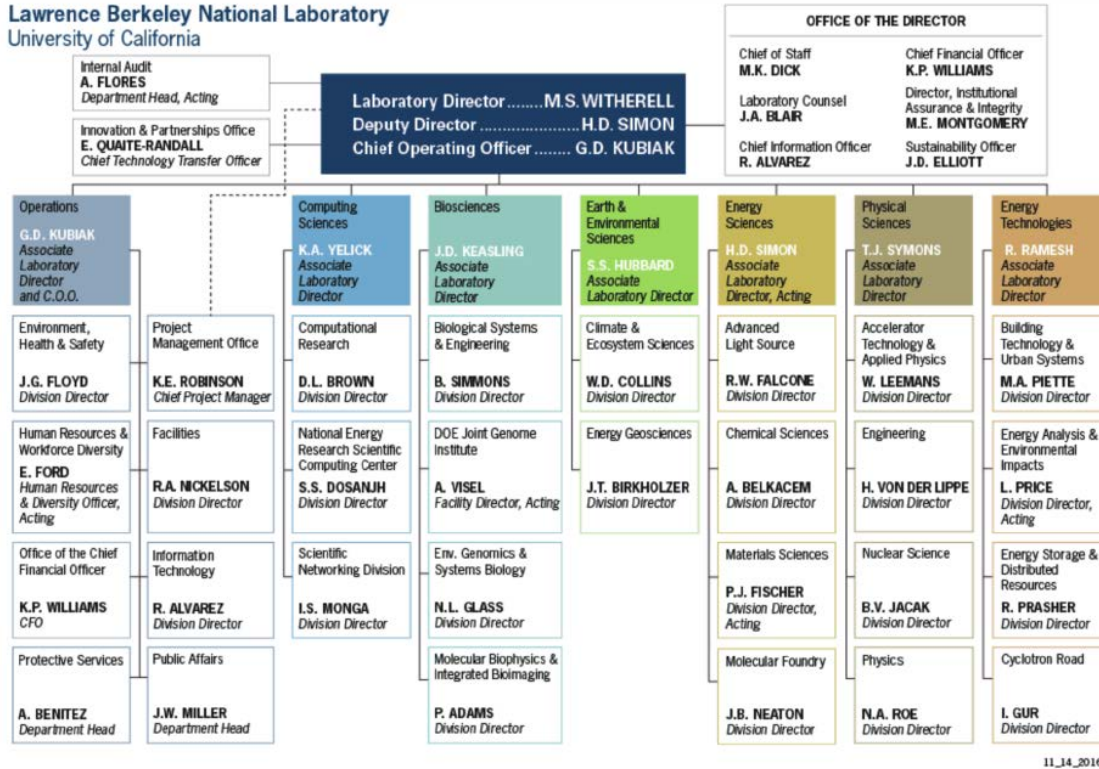 Lawrence Berkeley National Laboratory
University of California
Internal Audit
A. FLORES
Department Head, Acting
Innovation & Partnerships Office
E. QUAITE-RANDALL
Chief Technology Transfer Officer
Laboratory Director.......M.S. WITHERELL
Deputy Director...............H.D. SIMON
Chief Operating Officer........ G.D. KUBIAK
OFFICE OF THE DIRECTOR
Chief of Staff
M.K. DICK
Laboratory Counsel
J.A. BLAIR
Chief Information Officer
R. ALVAREZ
Chief Financial Officer
K.P. WILLIAMS
Director, Institutional
Assurance & Integrity
M.E. MONTGOMERY
Sustainability Officer
J.D. ELLIOTT
Operations
G.D. KUBIAK
Associate
Laboratory
Director
and C.O.O.
Environment,
Health & Safety
J.G. FLOYD
Division Director
Human Resources &
Workforce Diversity
E. FORD
Human Resources
& Diversity Officer,
Acting
Office of the Chief
Financial Officer
K.P. WILLIAMS
CFO
Protective Services
A. BENITEZ
Department Head
Project
Management Office
K.E. ROBINSON
Chief Project Manager
Facilities
R.A. NICKELSON
Division Director
Information
Technology
R. ALVAREZ
Division Director
Public Affairs
J.W. MILLER
Department Head
Computing
Sciences
K.A. YELICK
Associate
Laboratory
Director
Computational
Research
D.L. BROWN
Division Director
National Energy
Research Scientific
Computing Center
S.S. DOSANJH
Division Director
Scientific
Networking Division
I.S. MONGA
Division Director
Biosciences
J.D. KEASLING
Associate
Laboratory
Director
Biological Systems
& Engineering
B. SIMMONS
Division Director
DOE Joint Genome
Institute
A. VISEL
Facility Director, Acting
Env. Genomics &
Systems Biology
N.L. GLASS
Division Director
Molecular Biophysics &
Integrated Bioimaging
P. ADAMS
Division Director
Earth &
Environmental
Sciences
S.S. HUBBARD
Associate
Laboratory Director
Climate &
Ecosystem Sciences
W.D. COLLINS
Division Director
Energy Geosciences
J.T. BIRKHOLZER
Division Director
Energy
Sciences
H.D. SIMON
Associate
Laboratory
Director, Acting
Advanced
Light Source
R.W. FALCONE
Division Director
Chemical Sciences
A. BELKACEM
Division Director
Materials Sciences
P.J. FISCHER
Division Director,
Acting
Molecular Foundry
J.B. NEATON
Division Director
Physical
Sciences
T.J. SYMONS
Associate
Laboratory
Director
Accelerator
Technology &
Applied Physics
W. LEEMANS
Division Director
Engineering
H. VON DER LIPPE
Division Director
Nuclear Science
B.V. JACAK
Division Director
Physics
N.A. ROE
Division Director
Energy
Technologies
R. RAMESH
Associate
Laboratory
Director
Building
Technology &
Urban Systems
M.A. PIETTE
Division Director
Energy Analysis &
Environmental
Impacts
L. PRICE
Division Director,
Acting
Energy Storage &
Distributed
Resources
R. PRASHER
Division Director
Cyclotron Road
I. GUR
Division Director
11_14_2016